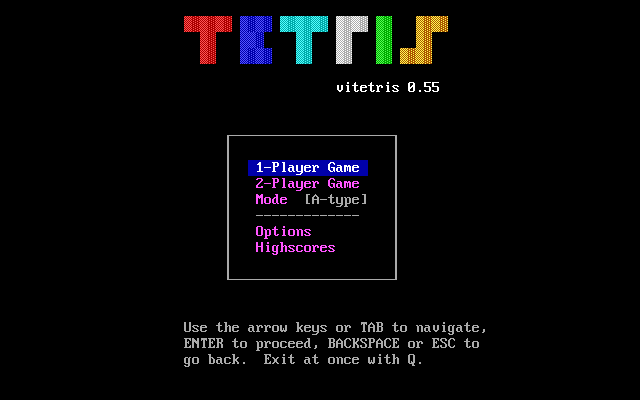 TETRIS
vitetris 0.55
1-Player Game
2-Player Game
Mode [A-type]
-------------
Options
Highscores
Use the arrow keys or TAB to navigate,
ENTER to proceed, BACKSPACE or ESC to
go back. Exit at once with Q.